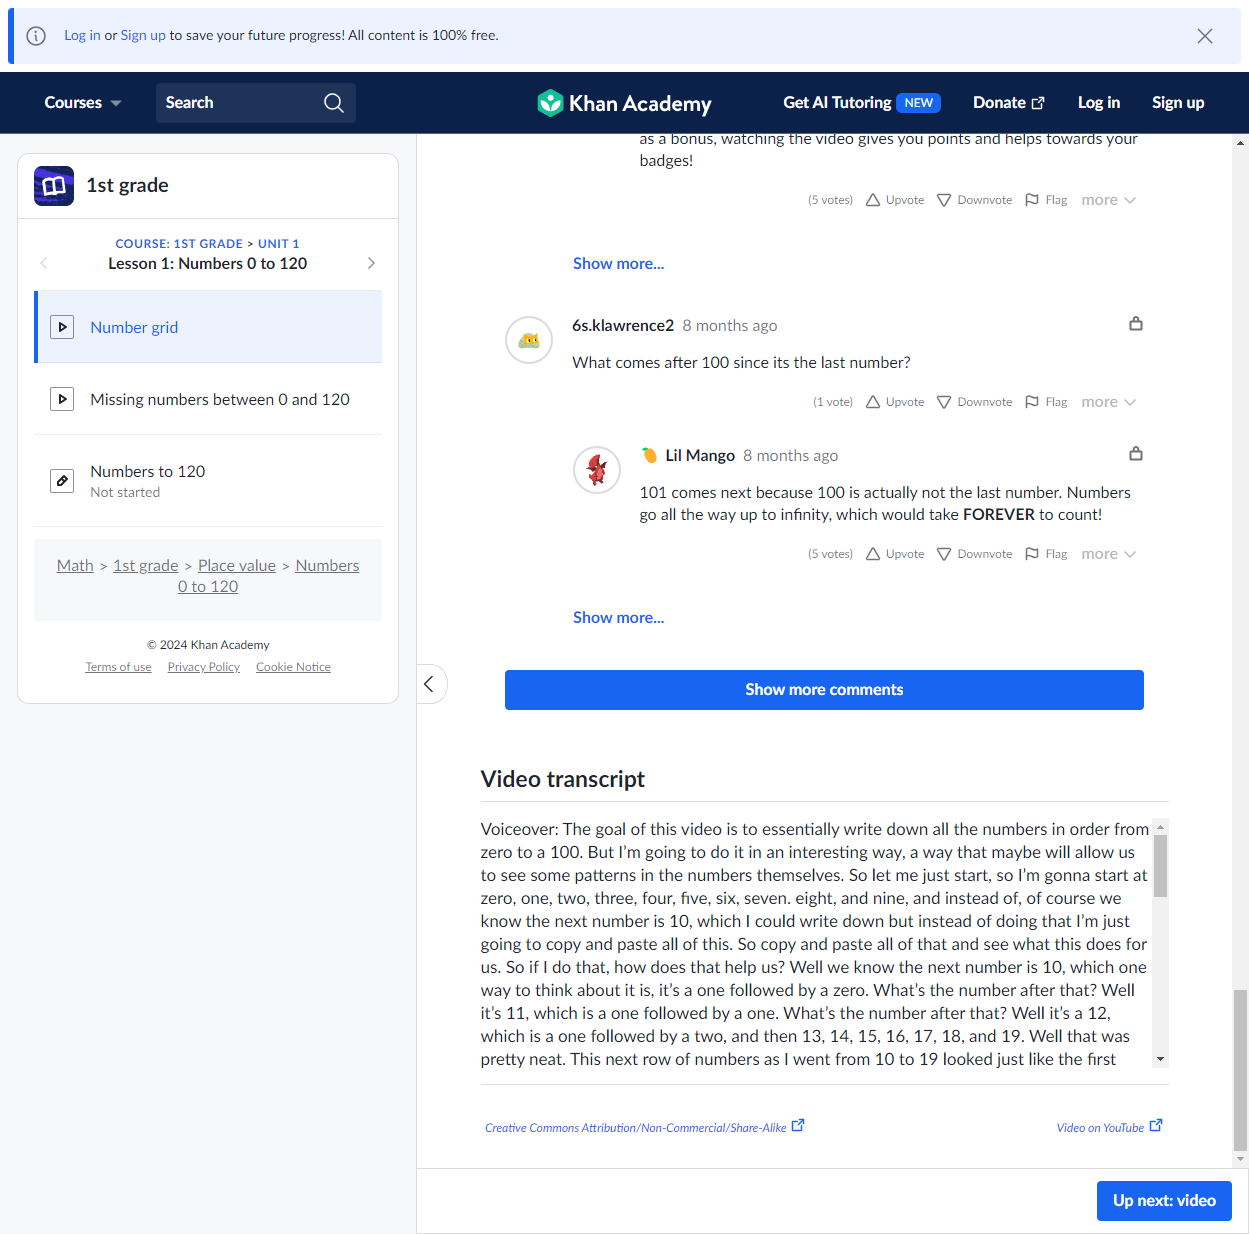 Log in or Sign up to save your future progress! All content is 100% free.
Courses
Search
Khan Academy
Get AI Tutoring NEW
Donate
Log in
Sign up
1st grade
COURSE: 1ST GRADE > UNIT 1
Lesson 1: Numbers 0 to 120
Number grid
Missing numbers between 0 and 120
Numbers to 120
Not started
Math > 1st grade > Place value > Numbers
0 to 120
© 2024 Khan Academy
Terms of use Privacy Policy Cookie Notice
as a bonus, watching the video gives you points and helps towards your
badges!
(5 votes) Upvote Downvote Flag more
Show more...
6s.klawrence2 8 months ago
What comes after 100 since its the last number?
(1 vote) Upvote Downvote Flag more
Lil Mango 8 months ago
101 comes next because 100 is actually not the last number. Numbers
go all the way up to infinity, which would take FOREVER to count!
(5 votes) Upvote Downvote Flag more
Show more...
Show more comments
Video transcript
Voiceover: The goal of this video is to essentially write down all the numbers in order from
zero to a 100. But I’m going to do it in an interesting way, a way that maybe will allow us
to see some patterns in the numbers themselves. So let me just start, so I’m gonna start at
zero, one, two, three, four, five, six, seven. eight, and nine, and instead of, of course we
know the next number is 10, which I could write down but instead of doing that I’m just
going to copy and paste all of this. So copy and paste all of that and see what this does for
us. So if I do that, how does that help us? Well we know the next number is 10, which one
way to think about it is, it’s a one followed by a zero. What’s the number after that? Well
it’s 11, which is a one followed by a one. What’s the number after that? Well it’s a 12,
which is a one followed by a two, and then 13, 14, 15, 16, 17, 18, and 19. Well that was
pretty neat. This next row of numbers as I went from 10 to 19 looked just like the first
Creative Commons Attribution/Non-Commercial/Share-Alike
Video on YouTube
Up next: video